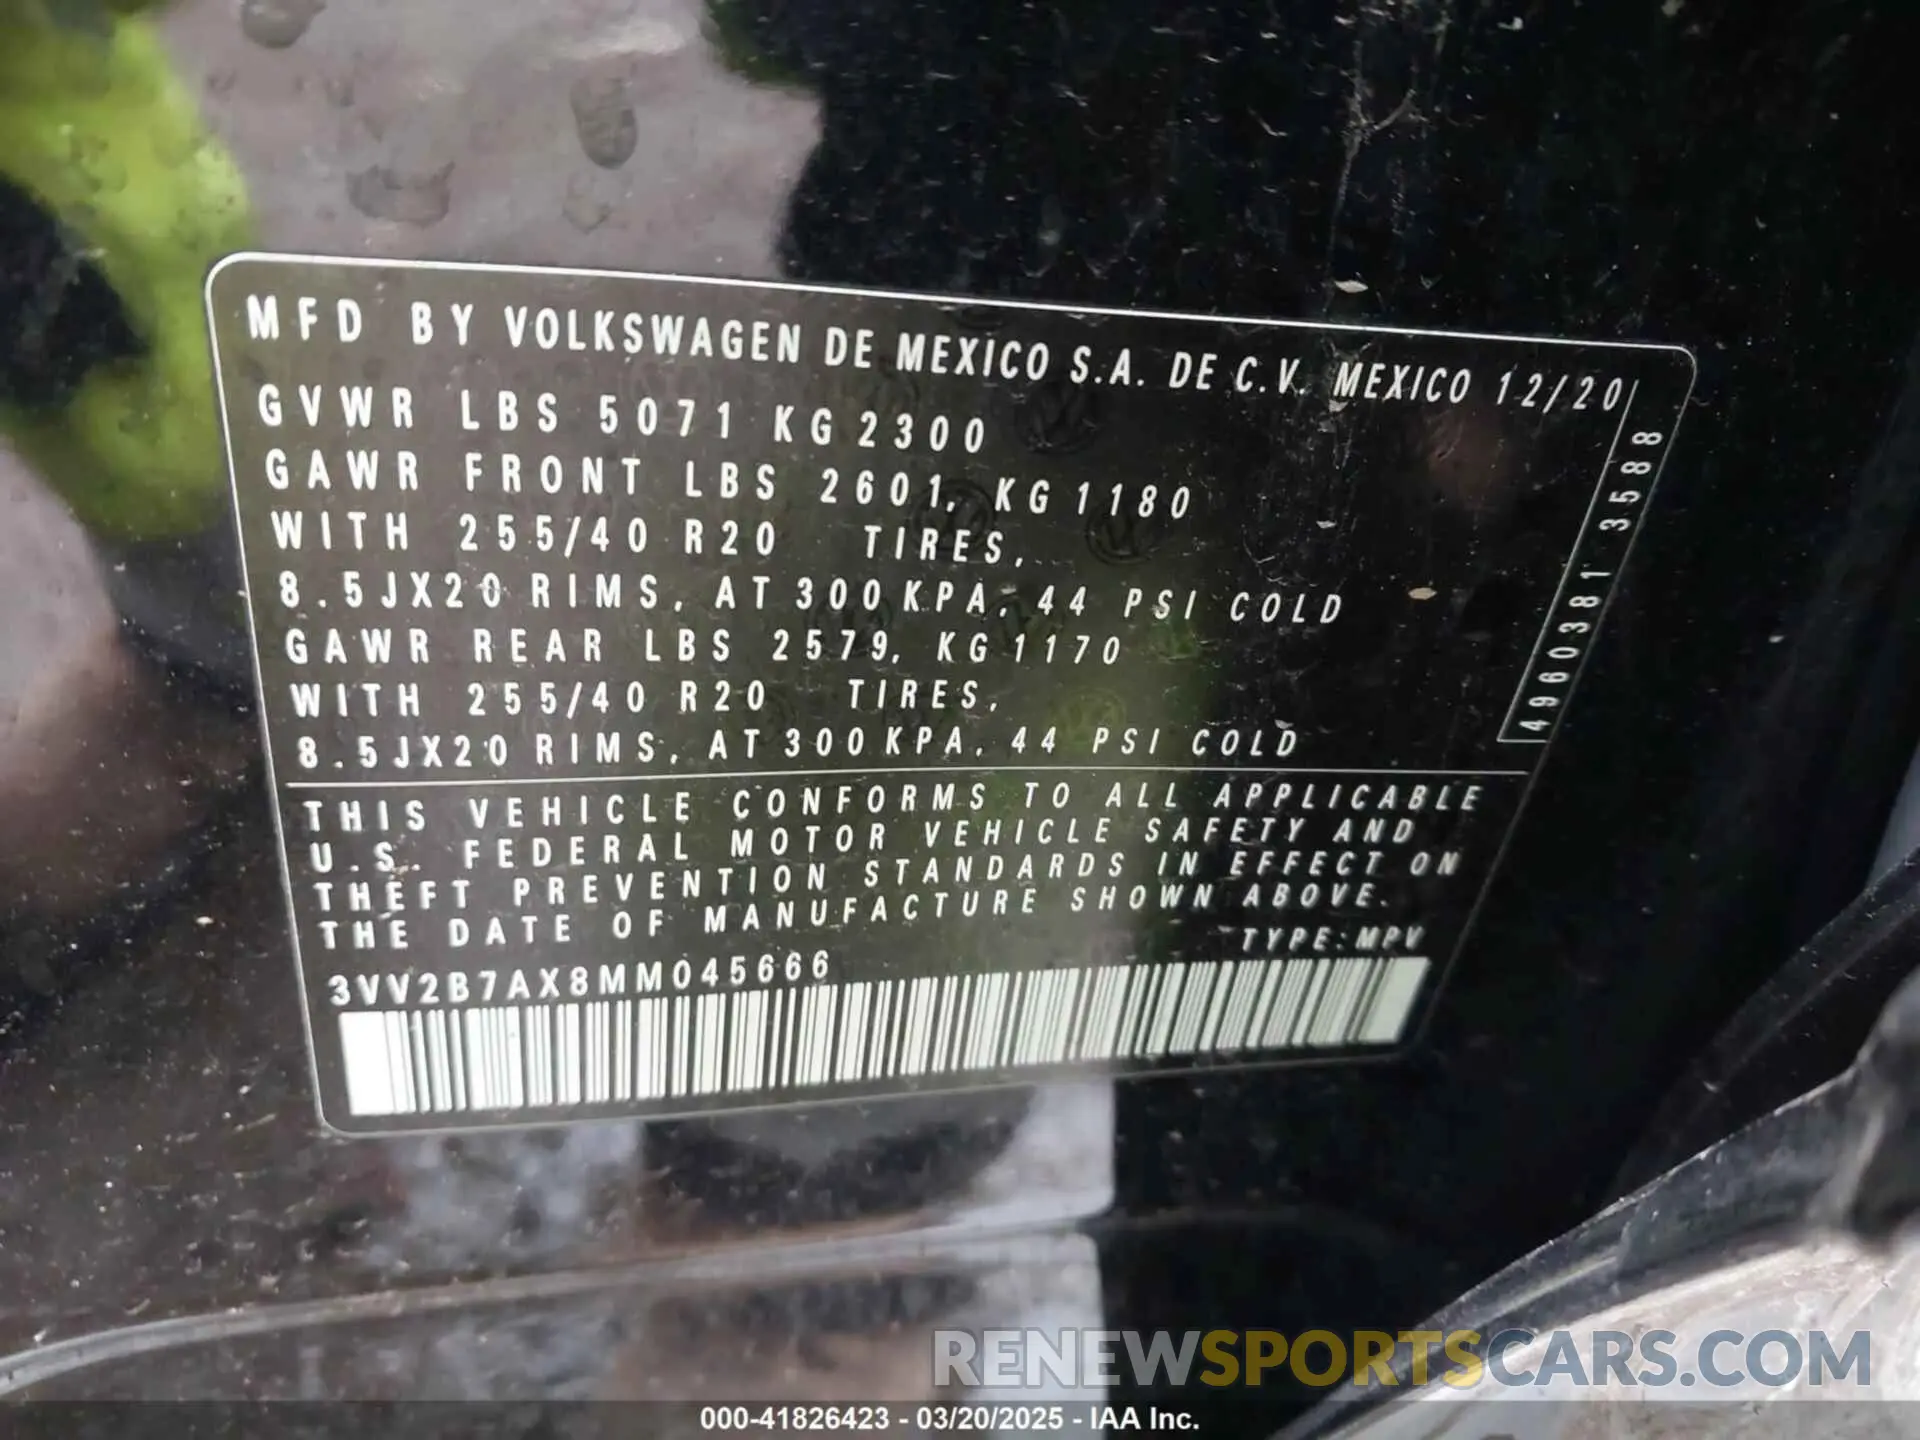 MFD BY VOLKSWAGEN DE MEXICO S.A. DE C.V. MEXICO 12/20
GVWR LBS 5071 KG 2300
GAWR FRONT LBS 2601, KG 1180
WITH 255/40 R20 TIRES,
8.5JX20 RIMS, AT 300 KPA, 44 PSI COLD
GAWR REAR LBS 2579, KG 1170
WITH 255/40 R20 TIRES,
8.5JX20 RIMS, AT 300 KPA, 44 PSI COLD
4960381 3588
THIS VEHICLE CONFORMS TO ALL APPLICABLE
U.S. FEDERAL MOTOR VEHICLE SAFETY AND
THEFT PREVENTION STANDARDS IN EFFECT ON
THE DATE OF MANUFACTURE SHOWN ABOVE.
TYPE:MPV
3VV2B7AX8MM045666
RENEWSPORTSCARS.COM
000-41826423 - 03/20/2025 - IAA Inc.